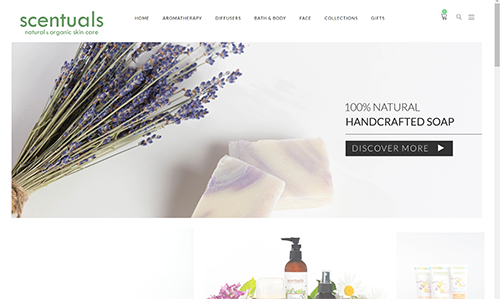 scentuals
natural & organic skin care
HOME AROMATHERAPY DIFFUSERS BATH & BODY FACE COLLECTIONS GIFTS
100% NATURAL
HANDCRAFTED SOAP
DISCOVER MORE
scentuals